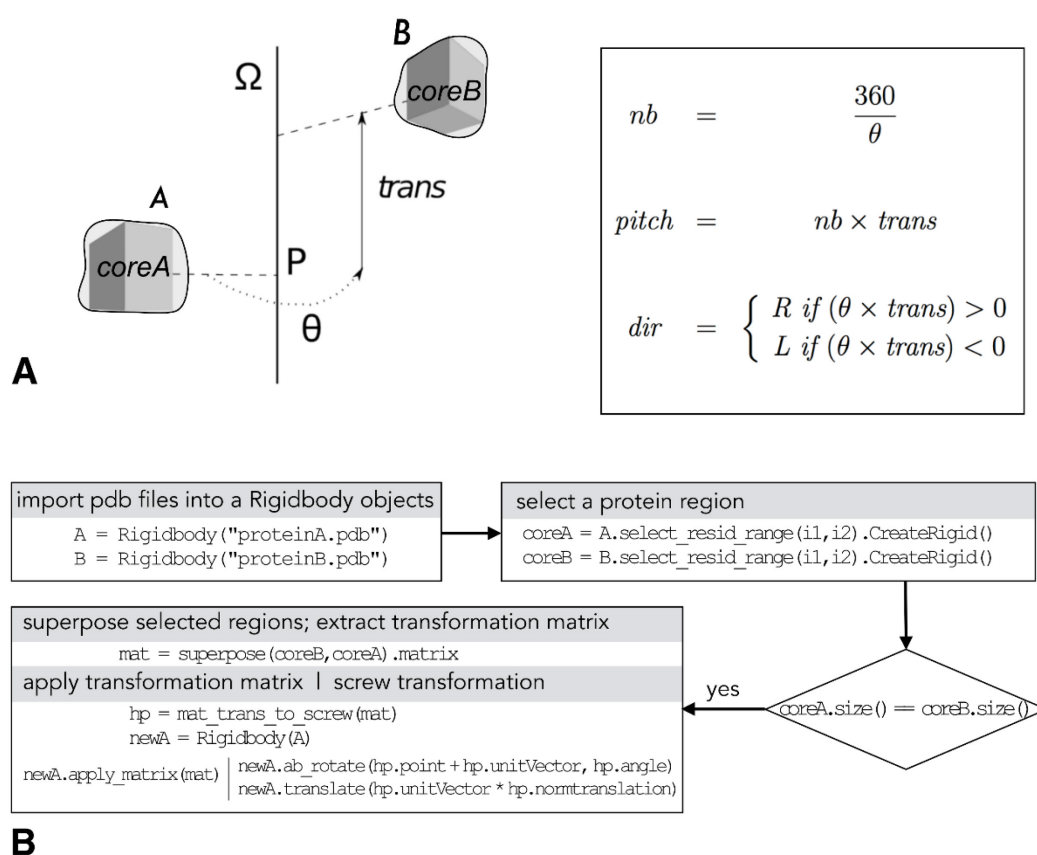 B
Ω
coreB
trans
A
coreA
P
θ
A
nb = 360 / θ
pitch = nb × trans
dir = { R if (θ × trans) > 0
L if (θ × trans) < 0
import pdb files into a Rigidbody objects
A = Rigidbody("proteinA.pdb")
B = Rigidbody("proteinB.pdb")
select a protein region
coreA = A.select_resid_range(i1,i2).CreateRigid()
coreB = B.select_resid_range(i1,i2).CreateRigid()
coreA.size() == coreB.size()
yes
superpose selected regions; extract transformation matrix
mat = superpose(coreB,coreA).matrix
apply transformation matrix | screw transformation
hp = mat_trans_to_screw(mat)
newA = Rigidbody(A)
newA.apply_matrix(mat)
newA.ab_rotate(hp.point + hp.unitVector, hp.angle)
newA.translate(hp.unitVector * hp.normtranslation)
B